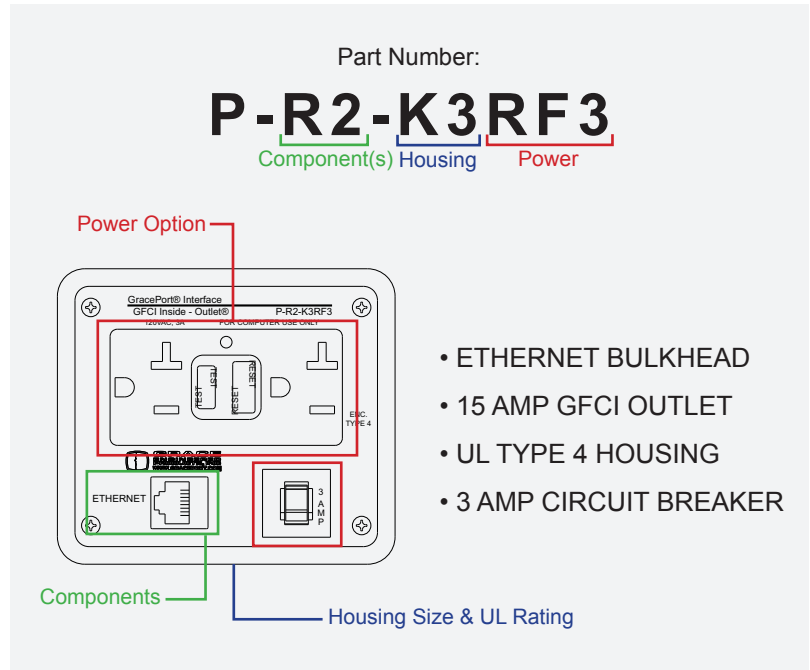 Part Number:
P-R2-K3RF3
Component(s) Housing Power
Power Option
GracePort® Interface
GFCI Inside - Outlet® P-R2-K3RF3
120VAC, 3A FOR COMPUTER USE ONLY
TEST TEST RESET RESET
ENC.
TYPE 4
GRACE
ETHERNET
3
A
M
P
• ETHERNET BULKHEAD
• 15 AMP GFCI OUTLET
• UL TYPE 4 HOUSING
• 3 AMP CIRCUIT BREAKER
Components
Housing Size & UL Rating